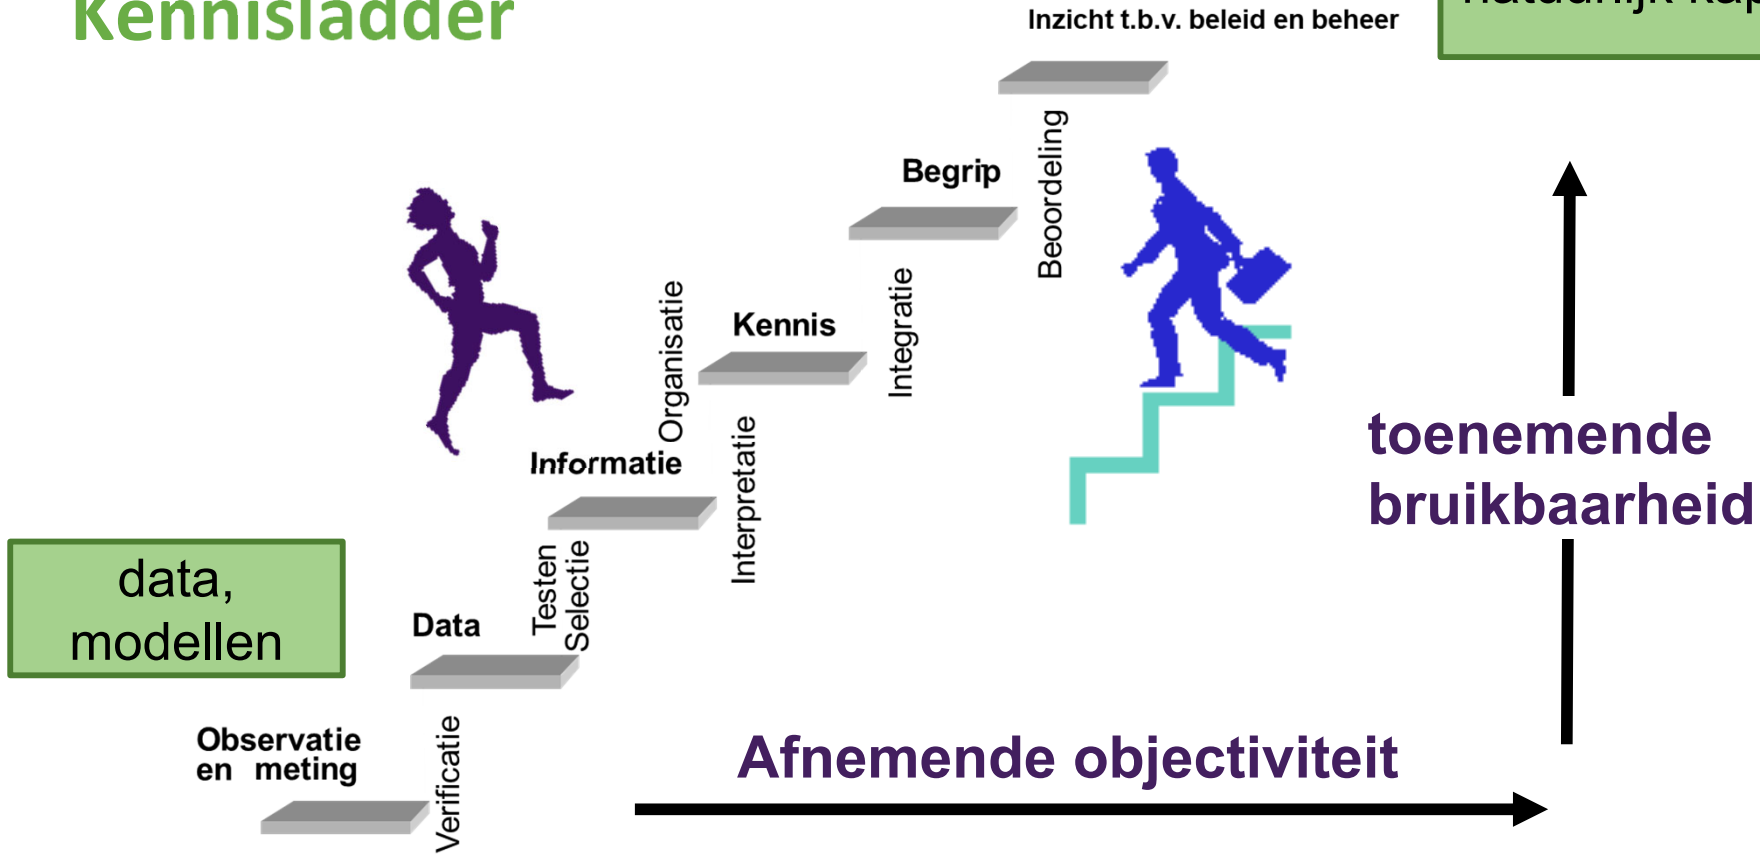 Kennisladder
Inzicht t.b.v. beleid en beheer
Beoordeling
Begrip
Integratie
Kennis
Organisatie
Interpretatie
Informatie
Testen
Selectie
Data
Verificatie
Observatie
en meting
data,
modellen
toenemende
bruikbaarheid
Afnemende objectiviteit